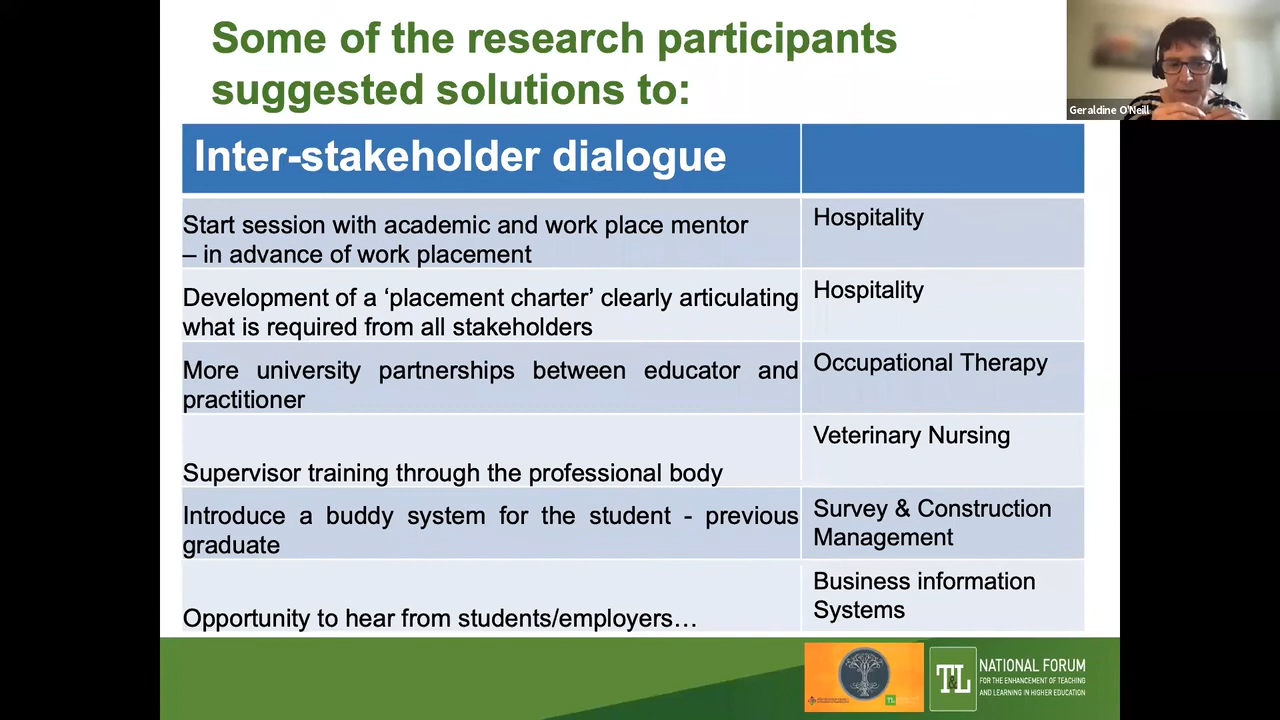 Some of the research participants
suggested solutions to:
Geraldine O'Neill
Inter-stakeholder dialogue
Start session with academic and work place mentor
– in advance of work placement
Hospitality
Development of a ‘placement charter’ clearly articulating
what is required from all stakeholders
Hospitality
More university partnerships between educator and
practitioner
Occupational Therapy
Supervisor training through the professional body
Veterinary Nursing
Introduce a buddy system for the student - previous
graduate
Survey & Construction
Management
Opportunity to hear from students/employers…
Business information
Systems
T&L
NATIONAL FORUM
FOR THE ENHANCEMENT OF TEACHING
AND LEARNING IN HIGHER EDUCATION